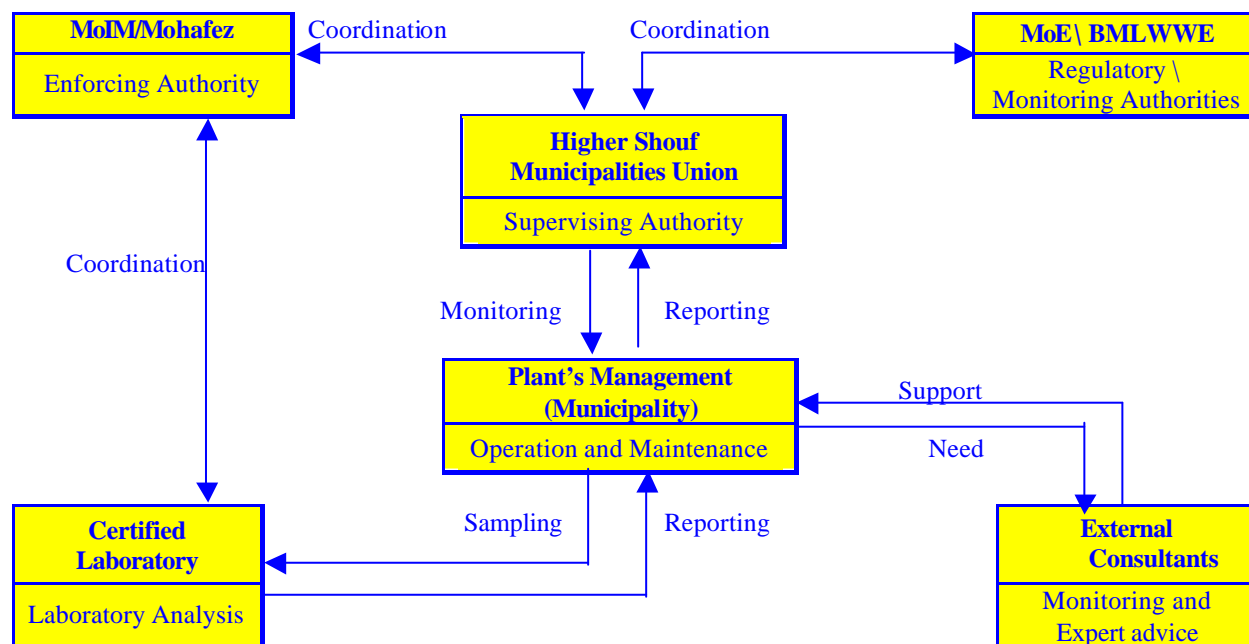 MoIM/Mohafez
Enforcing Authority
Coordination
Coordination
MoE\ BMLWWE
Regulatory \
Monitoring Authorities
Higher Shouf
Municipalities Union
Supervising Authority
Coordination
Monitoring
Reporting
Plant's Management
(Municipality)
Operation and Maintenance
Support
Need
Sampling
Reporting
Certified
Laboratory
Laboratory Analysis
External
Consultants
Monitoring and
Expert advice